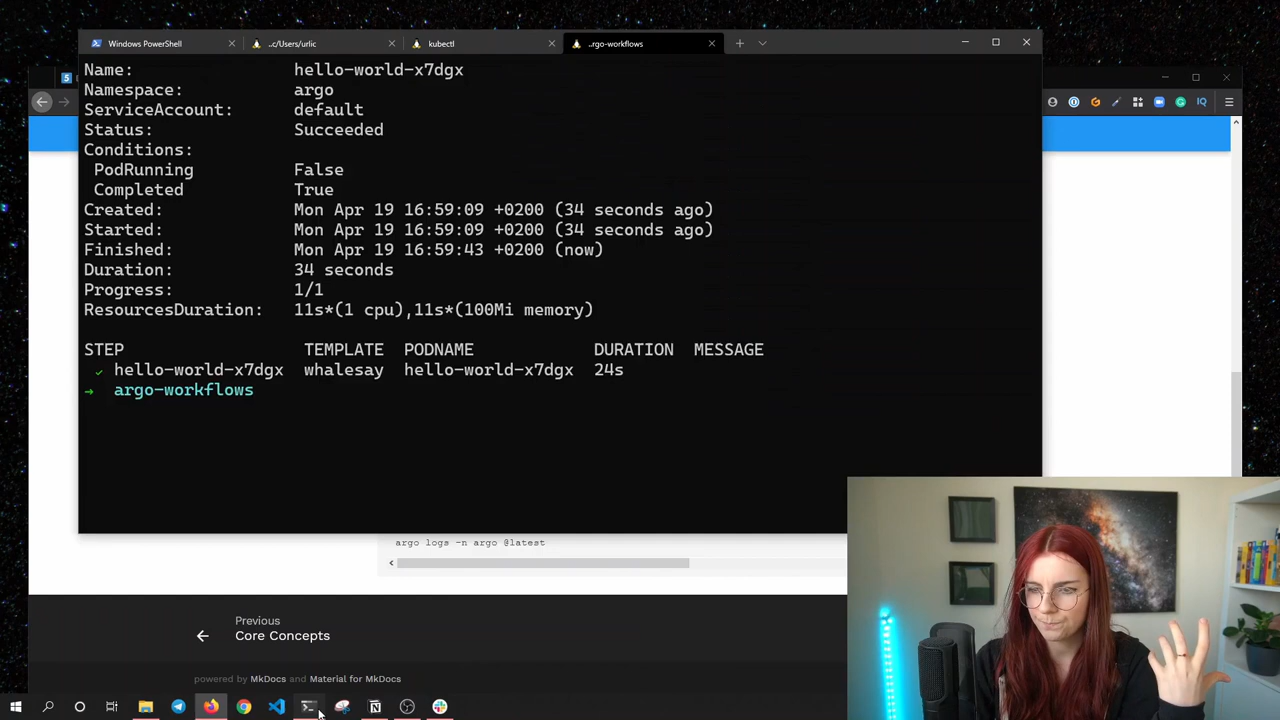 Windows PowerShell
..c/Users/urlic
kubectl
..rgo-workflows
Name: hello-world-x7dgx
Namespace: argo
ServiceAccount: default
Status: Succeeded
Conditions:
PodRunning False
Completed True
Created: Mon Apr 19 16:59:09 +0200 (34 seconds ago)
Started: Mon Apr 19 16:59:09 +0200 (34 seconds ago)
Finished: Mon Apr 19 16:59:43 +0200 (now)
Duration: 34 seconds
Progress: 1/1
ResourcesDuration: 11s*(1 cpu),11s*(100Mi memory)
STEP TEMPLATE PODNAME DURATION MESSAGE
✓ hello-world-x7dgx whalesay hello-world-x7dgx 24s
→ argo-workflows
argo logs -n argo @latest
Previous
← Core Concepts
powered by MkDocs and Material for MkDocs